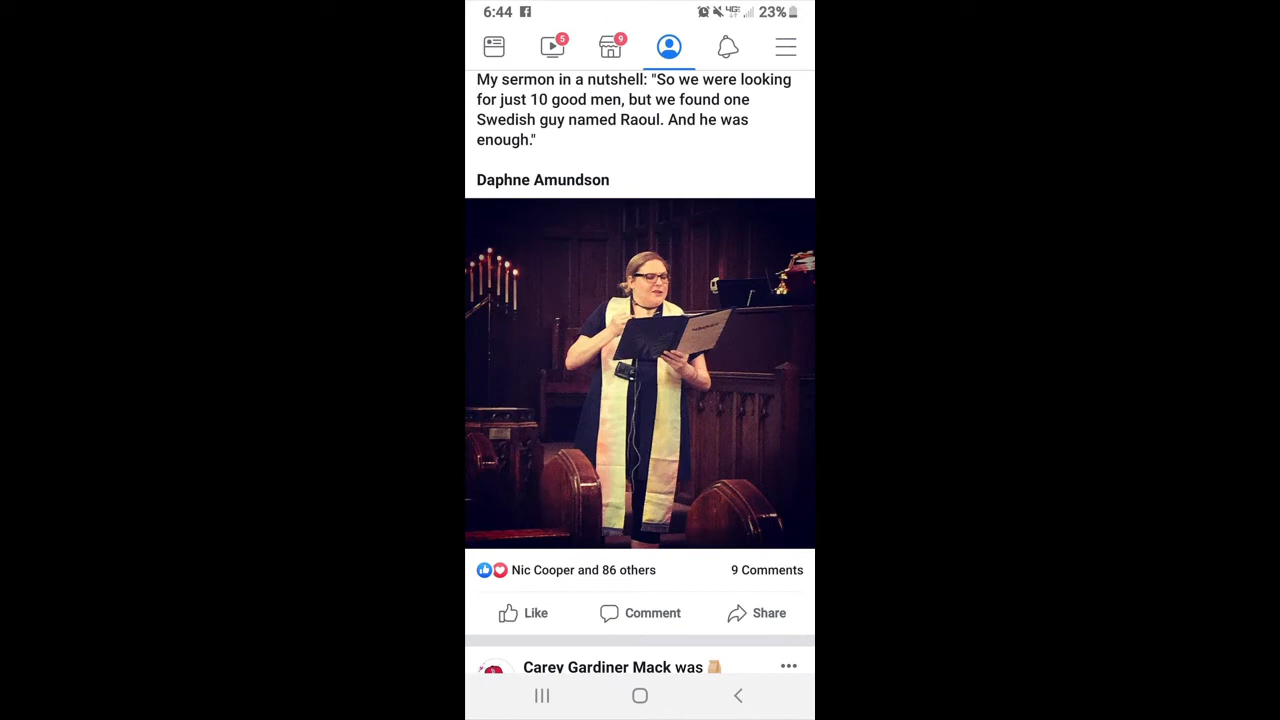 6:44
4GE
23%
5
9
My sermon in a nutshell: "So we were looking
for just 10 good men, but we found one
Swedish guy named Raoul. And he was
enough."
Daphne Amundson
Nic Cooper and 86 others
9 Comments
Like
Comment
Share
Carey Gardiner Mack was